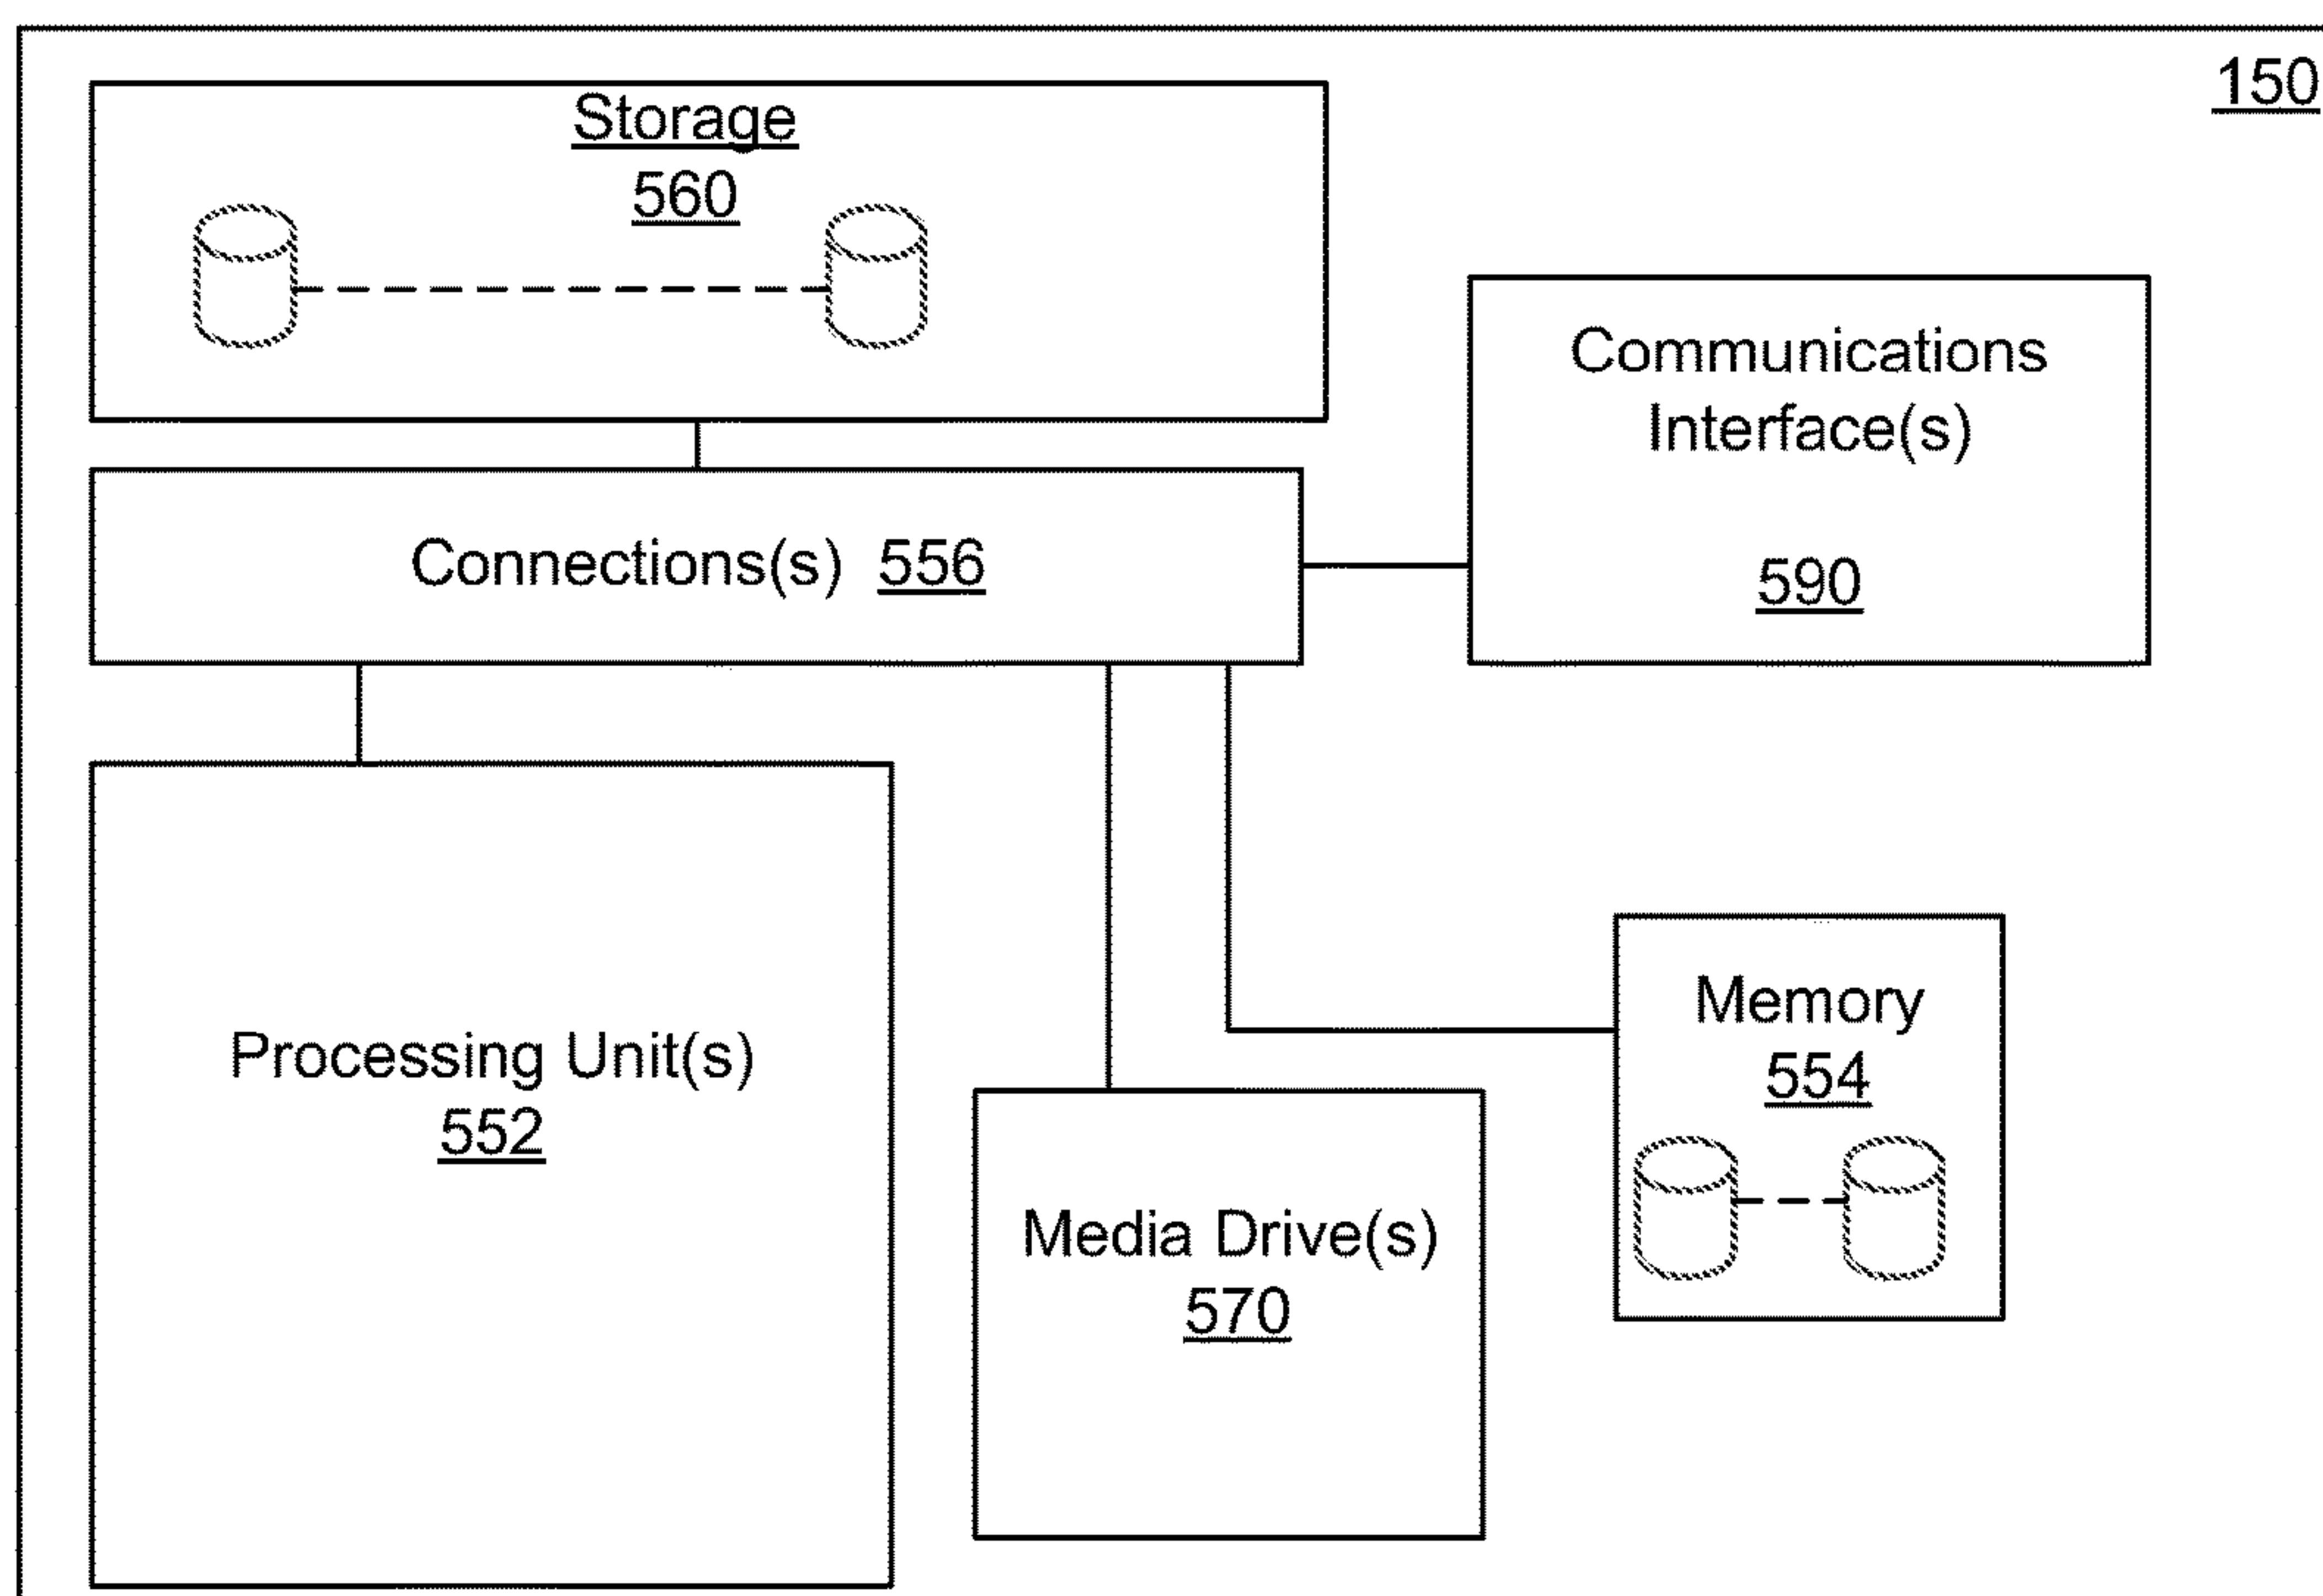 150
Storage
560
Communications
Interface(s)
590
Connections(s) 556
Processing Unit(s)
552
Memory
554
Media Drive(s)
570